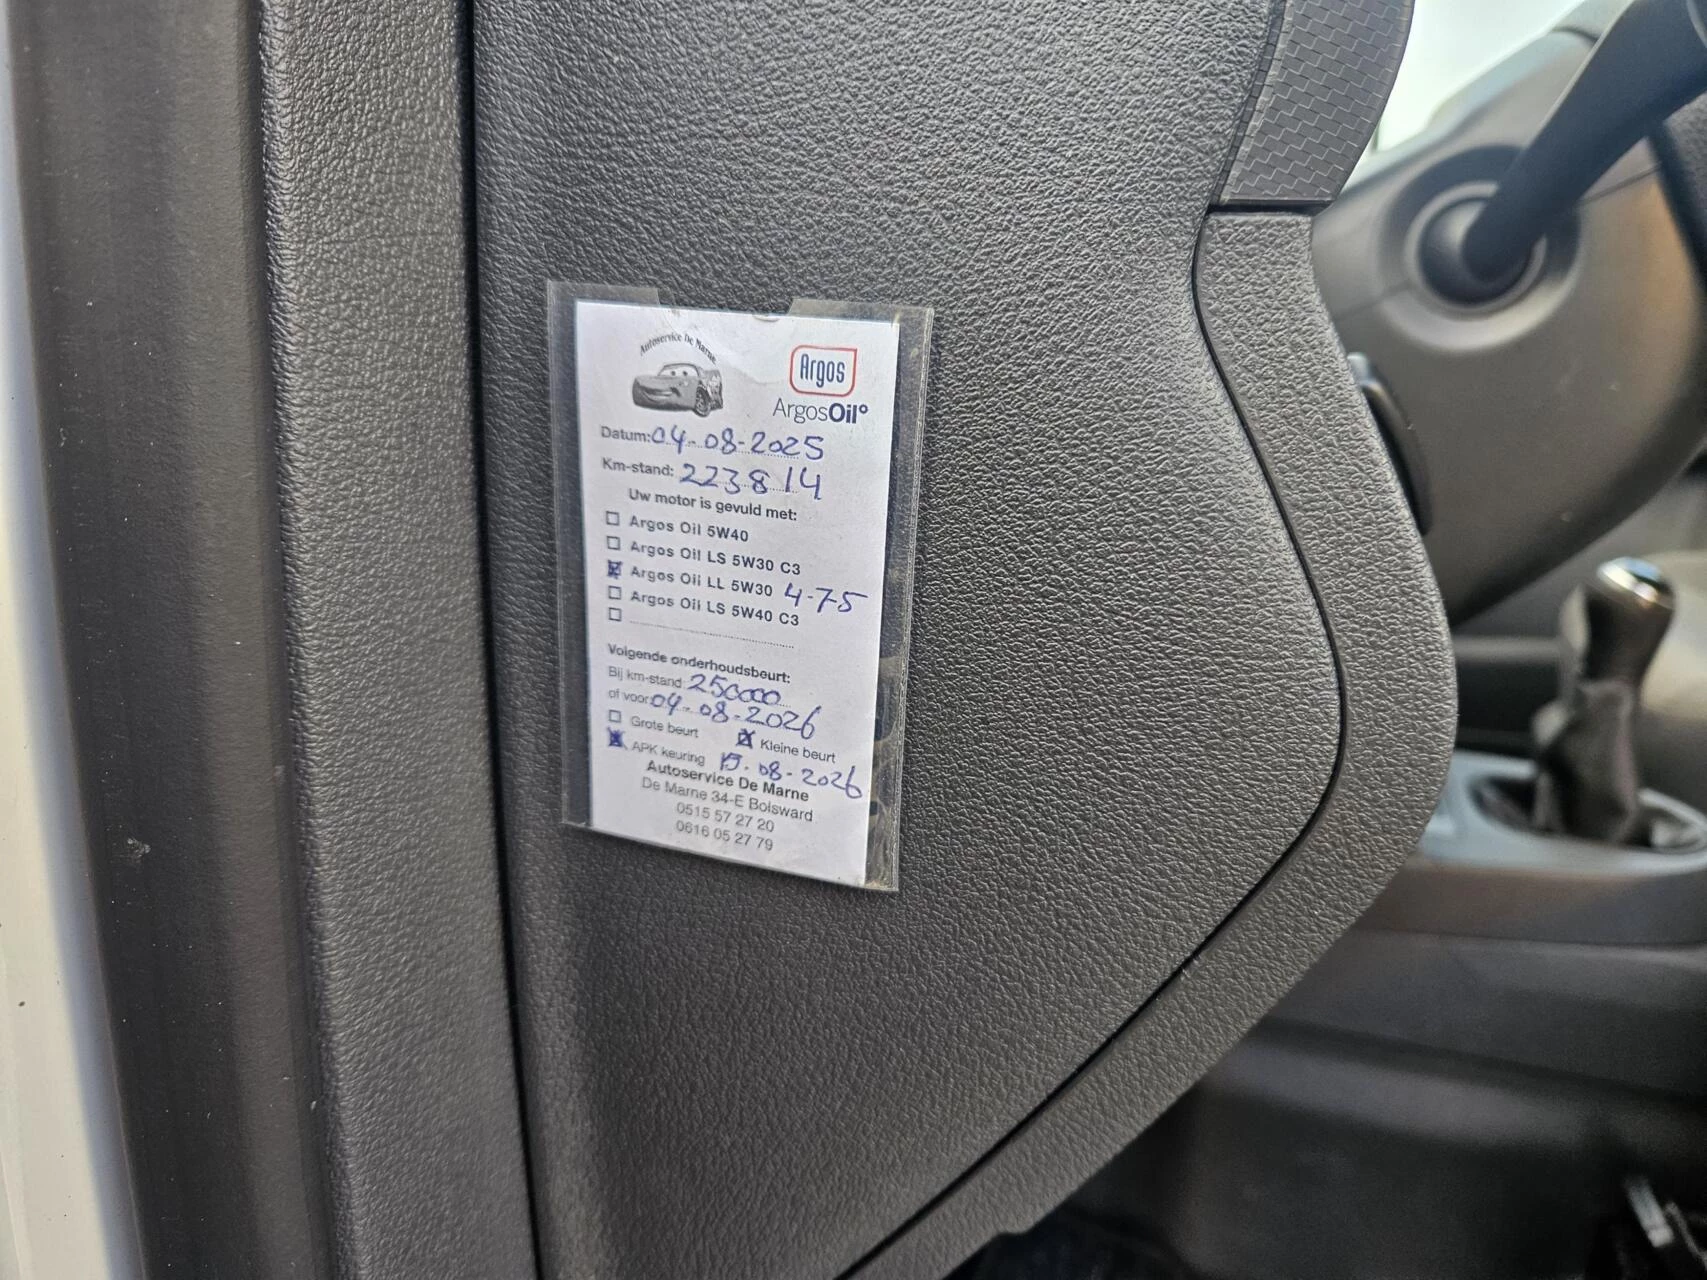 Autoservice De Marne
Argos
ArgosOil
Datum: 04-08-2025
Km-stand: 223814
Uw motor is gevuld met:
Argos Oil 5W40
Argos Oil LS 5W30 C3
Argos Oil LL 5W30 4-75
Argos Oil LS 5W40 C3
Volgende onderhoudsbeurt:
Bij km-stand: 250000
of voor: 04-08-2026
Grote beurt Kleine beurt
APK keuring 15-08-2026
Autoservice De Marne
De Marne 34-E Bolsward
0515 57 27 20
0616 05 27 79